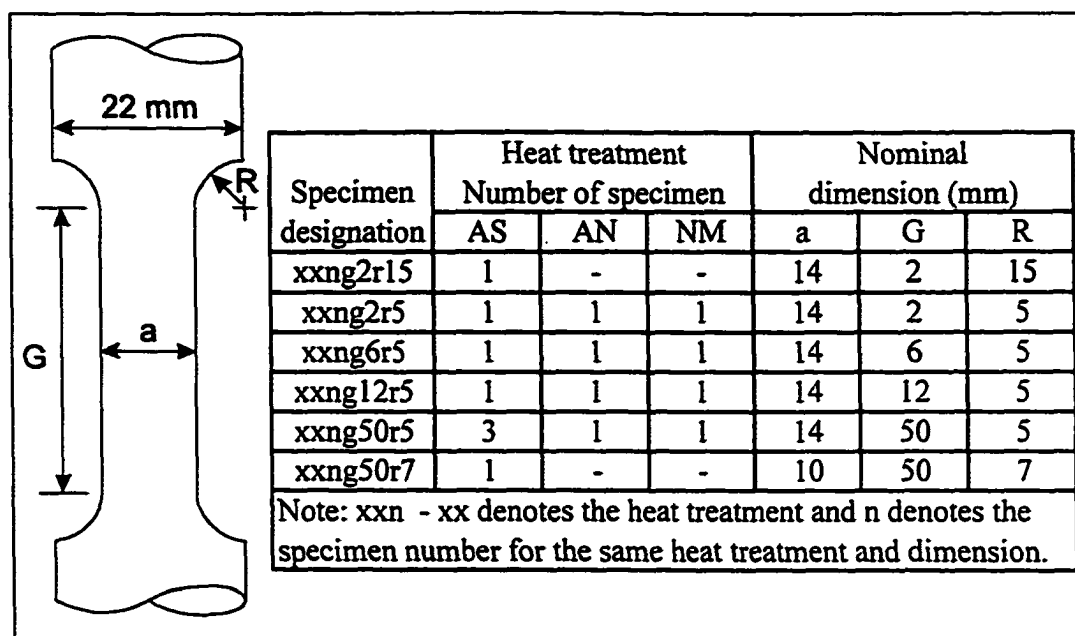 22 mm
R
G
a
Heat treatment Nominal
Specimen Number of specimen dimension (mm)
designation AS AN NM a G R
xxng2r15 1 - - 14 2 15
xxng2r5 1 1 1 14 2 5
xxng6r5 1 1 1 14 6 5
xxng12r5 1 1 1 14 12 5
xxng50r5 3 1 1 14 50 5
xxng50r7 1 - - 10 50 7
Note: xxn - xx denotes the heat treatment and n denotes the
specimen number for the same heat treatment and dimension.